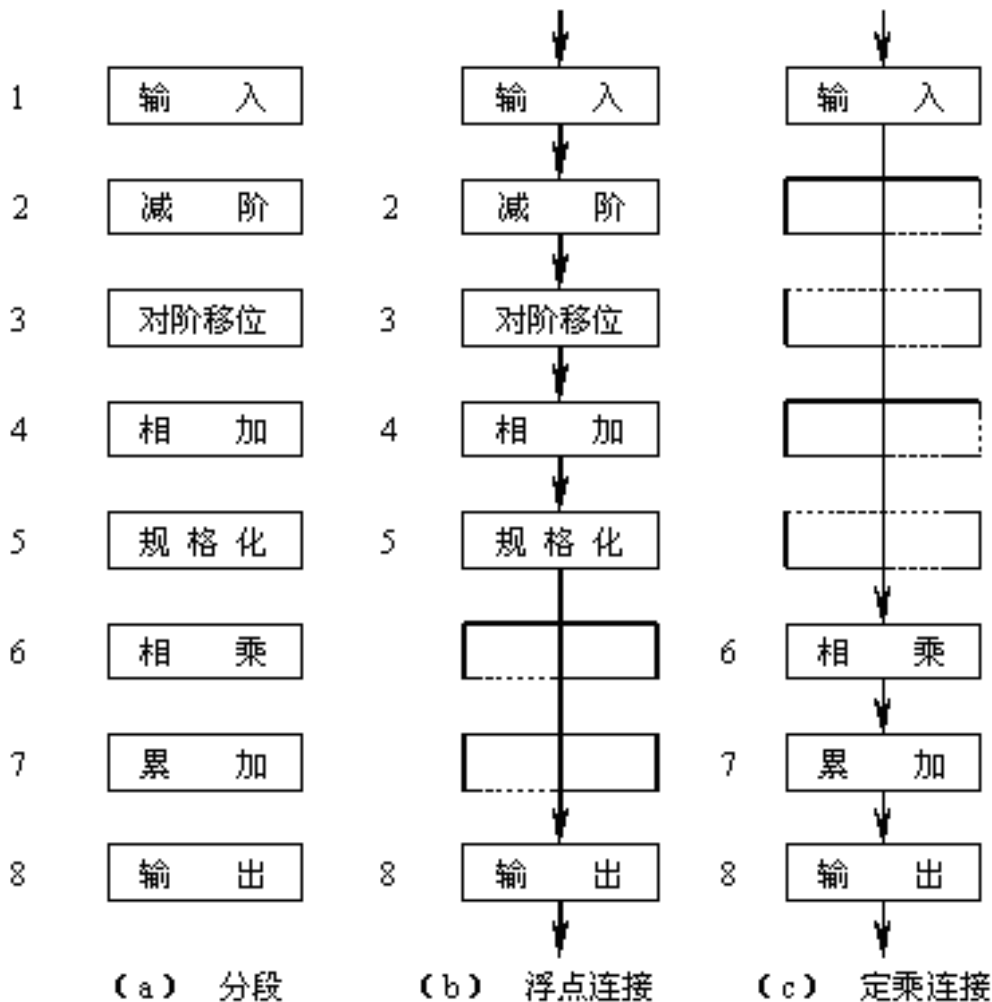 1 输 入 输 入 输 入
2 减 阶 2 减 阶
3 对阶移位 3 对阶移位
4 相 加 4 相 加
5 规 格 化 5 规 格 化
6 相 乘 6 相 乘
7 累 加 7 累 加
8 输 出 8 输 出 8 输 出
(a) 分段 (b) 浮点连接 (c) 定乘连接